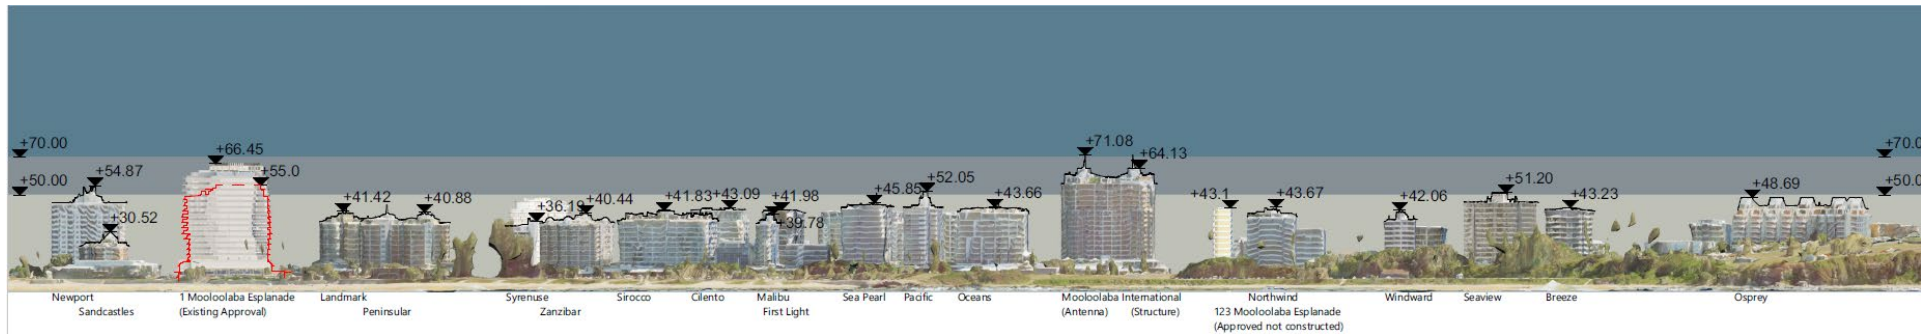 +70.00
+66.45
+71.08
+64.13
+70.0
+54.87
+55.0
+50.00
+51.20
+50.0
+52.05
+48.69
+41.42
+40.88
+36.19
+40.44
+41.83
+43.09
+41.98
+45.85
+43.66
+43.1
+43.67
+42.06
+43.23
+30.52
+39.78
Newport
1 Mooloolaba Esplanade
Landmark
Syrenuse
Sirocco
Cilento
Malibu
Sea Pearl
Pacific
Oceans
Mooloolaba International
Northwind
Windward
Seaview
Breeze
Osprey
Sandcastles
(Existing Approval)
Peninsular
Zanzibar
First Light
(Antenna)
(Structure)
123 Mooloolaba Esplanade
(Approved not constructed)